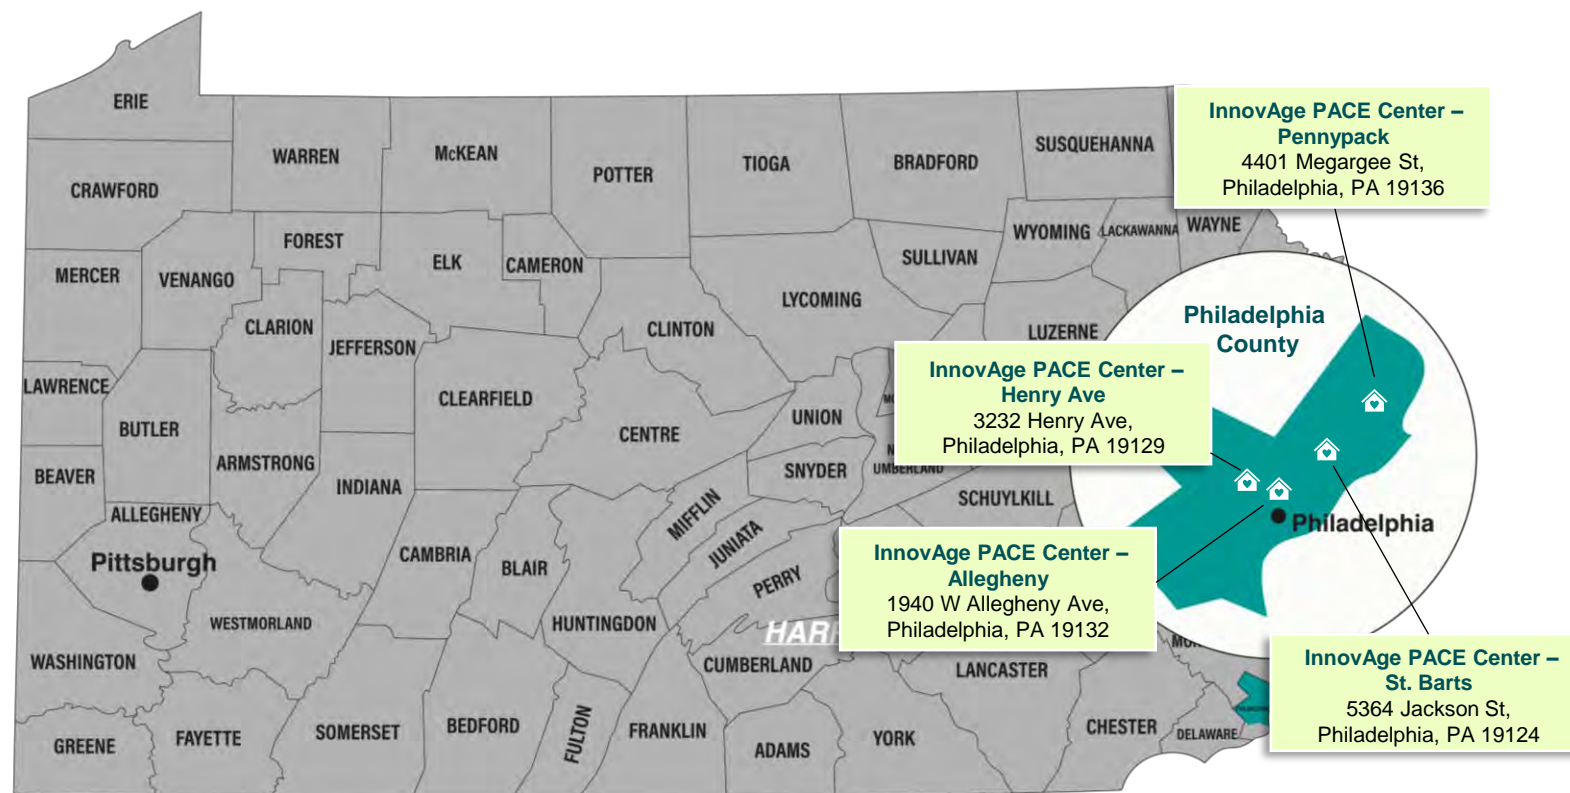 ERIE
CRAWFORD
WARREN
McKEAN
POTTER
TIOGA
BRADFORD
SUSQUEHANNA
InnovAge PACE Center –
Pennypack
4401 Megargee St,
Philadelphia, PA 19136
WYOMING
LACKAWANNA
WAYNE
MERCER
VENANGO
FOREST
ELK
CAMERON
SULLIVAN
LYCOMING
CLARION
JEFFERSON
CLINTON
LUZERNE
Philadelphia
County
LAWRENCE
BUTLER
CLEARFIELD
CENTRE
UNION
InnovAge PACE Center –
Henry Ave
3232 Henry Ave,
Philadelphia, PA 19129
BEAVER
ARMSTRONG
INDIANA
SNYDER
UMBERLAND
SCHUYLKILL
ALLEGHENY
Pittsburgh
CAMBRIA
BLAIR
MIFFLIN
JUNIATA
PERRY
Philadelphia
InnovAge PACE Center –
Allegheny
1940 W Allegheny Ave,
Philadelphia, PA 19132
WESTMORLAND
HUNTINGDON
HAR
WASHINGTON
CUMBERLAND
LANCASTER
InnovAge PACE Center –
St. Barts
5364 Jackson St,
Philadelphia, PA 19124
GREENE
FAYETTE
SOMERSET
BEDFORD
FULTON
FRANKLIN
ADAMS
YORK
CHESTER
DELAWARE